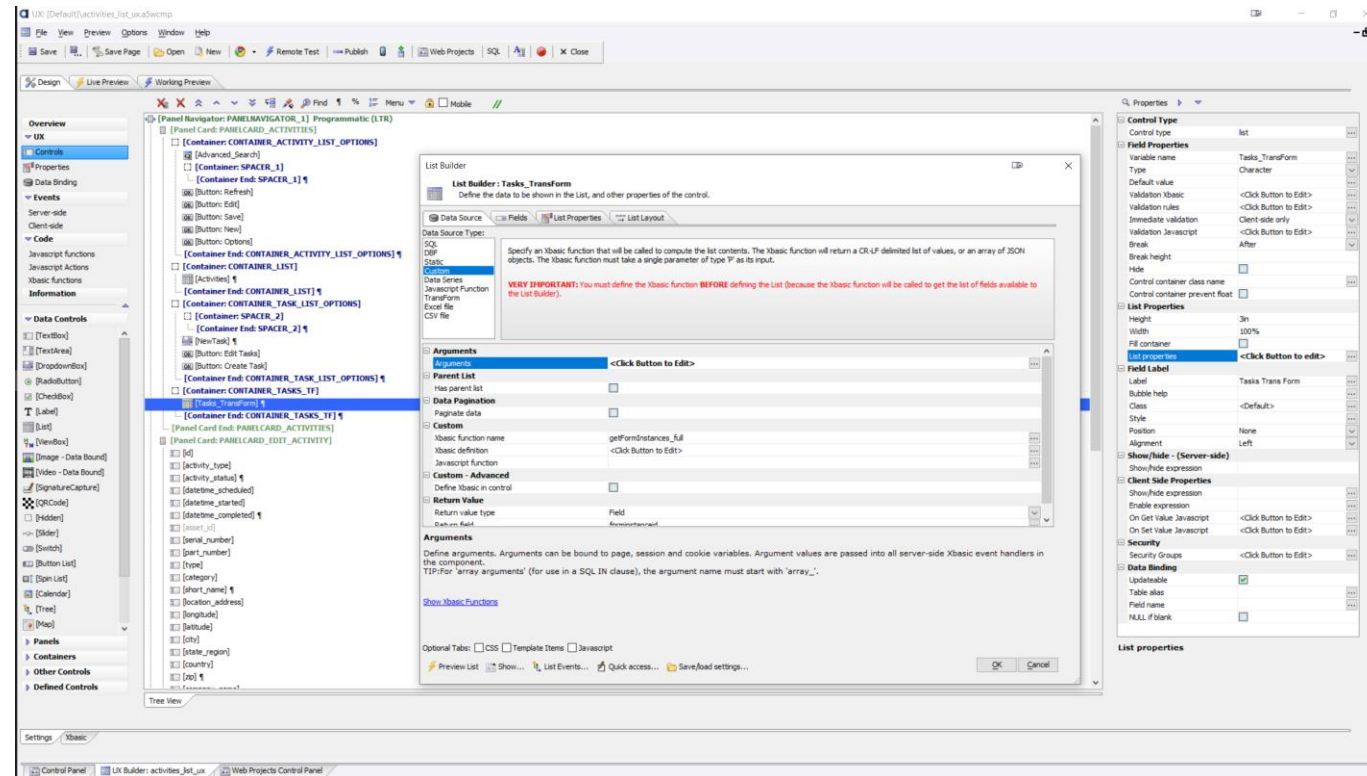 UX: [Default]\activities_list_ux.a5wcmp
File View Preview Options Window Help
Save Save Page Open New Remote Test Publish Web Projects SQL Close
Design Live Preview Working Preview
Find Menu Mobile
Overview
UX
Controls
Properties
Data Binding
Events
Server-side
Client-side
Code
Javascript functions
Javascript Actions
Xbasic functions
Information
Data Controls
[TextBox]
[TextArea]
[DropdownBox]
[RadioButton]
[CheckBox]
[Label]
[List]
[ViewBox]
[Image - Data Bound]
[Video - Data Bound]
[SignatureCapture]
[QRCode]
[Hidden]
[Slider]
[Switch]
[Button List]
[Spin List]
[Calendar]
[Tree]
[Map]
Panels
Containers
Other Controls
Defined Controls
[Panel Navigator: PANELNAVIGATOR_1] Programmatic (LTR)
[Panel Card: PANELCARD_ACTIVITIES]
[Container: CONTAINER_ACTIVITY_LIST_OPTIONS]
[Advanced_Search]
[Container: SPACER_1]
[Container End: SPACER_1] ¶
[Button: Refresh]
[Button: Edit]
[Button: Save]
[Button: New]
[Button: Options]
[Container End: CONTAINER_ACTIVITY_LIST_OPTIONS] ¶
[Container: CONTAINER_LIST]
[Activities] ¶
[Container End: CONTAINER_LIST] ¶
[Container: CONTAINER_TASK_LIST_OPTIONS]
[Container: SPACER_2]
[Container End: SPACER_2] ¶
[NewTask] ¶
[Button: Edit Tasks]
[Button: Create Task]
[Container End: CONTAINER_TASK_LIST_OPTIONS] ¶
[Container: CONTAINER_TASKS_TF]
[Tasks_TransForm] ¶
[Container End: CONTAINER_TASKS_TF] ¶
[Panel Card End: PANELCARD_ACTIVITIES]
[Panel Card: PANELCARD_EDIT_ACTIVITY]
[id]
[activity_type]
[activity_status] ¶
[datetime_scheduled]
[datetime_started]
[datetime_completed] ¶
[asset_id]
[serial_number]
[part_number]
[type]
[category]
[short_name] ¶
[location_address]
[longitude]
[latitude]
[city]
[state_region]
[country]
[zip] ¶
Tree View
List Builder
List Builder : Tasks_TransForm
Define the data to be shown in the List, and other properties of the control.
Data Source Fields List Properties List Layout
Data Source Type:
SQL
DBF
Static
Custom
Data Series
Javascript Function
TransForm
Excel file
CSV file
Specify an Xbasic function that will be called to compute the list contents. The Xbasic function will return a CR-LF delimited list of values, or an array of JSON
objects. The Xbasic function must take a single parameter of type 'P' as its input.
VERY IMPORTANT: You must define the Xbasic function BEFORE defining the List (because the Xbasic function will be called to get the list of fields available to
the List Builder).
Arguments
Arguments <Click Button to Edit>
Parent List
Has parent list
Data Pagination
Paginate data
Custom
Xbasic function name getFormInstances_full
Xbasic definition <Click Button to Edit>
Javascript function
Custom - Advanced
Define Xbasic in control
Return Value
Return value type Field
Return field forminstanceid
Arguments
Define arguments. Arguments can be bound to page, session and cookie variables. Argument values are passed into all server-side Xbasic event handlers in
the component.
TIP:For 'array arguments' (for use in a SQL IN clause), the argument name must start with 'array_'.
Show Xbasic Functions
Optional Tabs: CSS Template Items Javascript
Preview List Show... List Events... Quick access... Save/load settings... OK Cancel
Properties
Control Type
Control type list
Field Properties
Variable name Tasks_TransForm
Type Character
Default value
Validation Xbasic <Click Button to Edit>
Validation rules <Click Button to Edit>
Immediate validation Client-side only
Validation Javascript <Click Button to Edit>
Break After
Break height
Hide
Control container class name
Control container prevent float
List Properties
Height 3in
Width 100%
Fill container
List properties <Click Button to edit>
Field Label
Label Tasks Trans Form
Bubble help
Class <Default>
Style
Position None
Alignment Left
Show/hide - (Server-side)
Show/hide expression
Client Side Properties
Show/hide expression
Enable expression
On Get Value Javascript <Click Button to Edit>
On Set Value Javascript <Click Button to Edit>
Security
Security Groups <Click Button to Edit>
Data Binding
Updateable
Table alias
Field name
NULL if blank
List properties
Settings Xbasic
Control Panel UX Builder: activities_list_ux Web Projects Control Panel